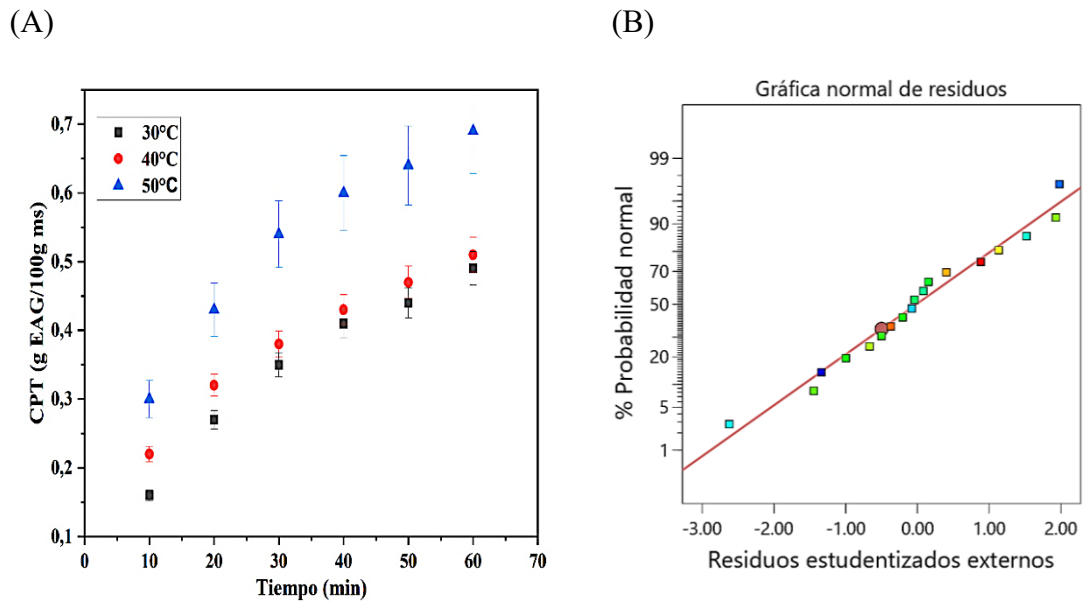 (A)
(B)
0,7
0,6
0,5
0,4
0,3
0,2
0,1
CPT (g EAG/100g ms)
30°C
40°C
50°C
0 10 20 30 40 50 60 70
Tiempo (min)
Gráfica normal de residuos
% Probabilidad normal
99
90
70
50
20
5
1
-3.00 -2.00 -1.00 0.00 1.00 2.00
Residuos estudentizados externos